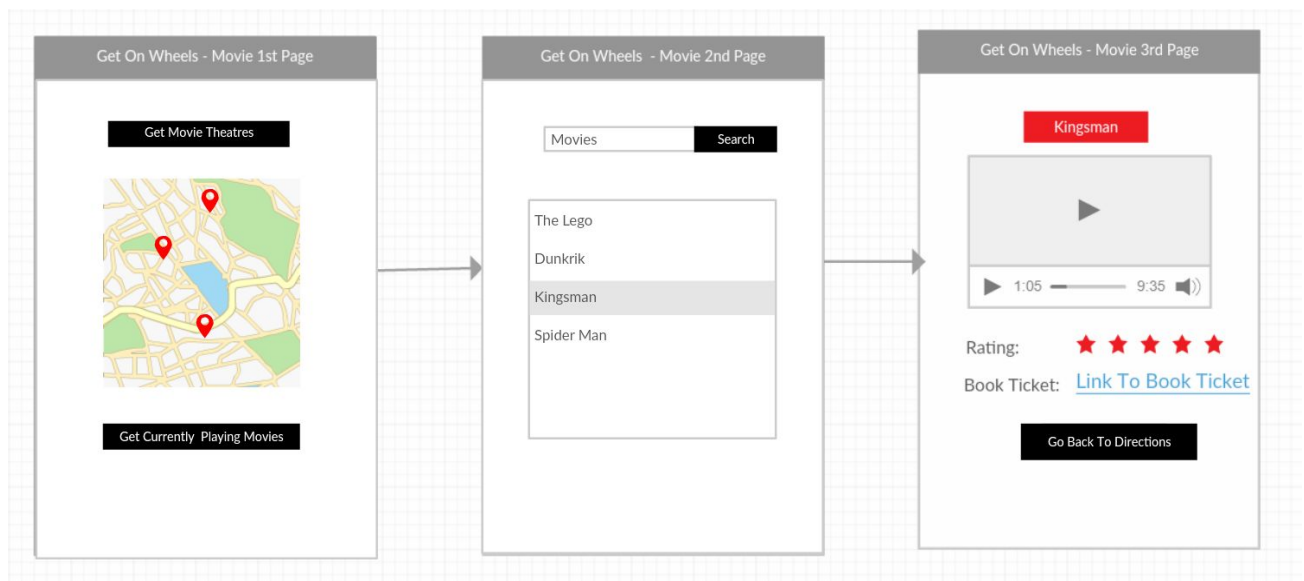 Get On Wheels - Movie 1st Page
Get Movie Theatres
Get Currently Playing Movies
Get On Wheels - Movie 2nd Page
Movies
Search
The Lego
Dunkrik
Kingsman
Spider Man
Get On Wheels - Movie 3rd Page
Kingsman
1:05 9:35
Rating:
Book Ticket: Link To Book Ticket
Go Back To Directions